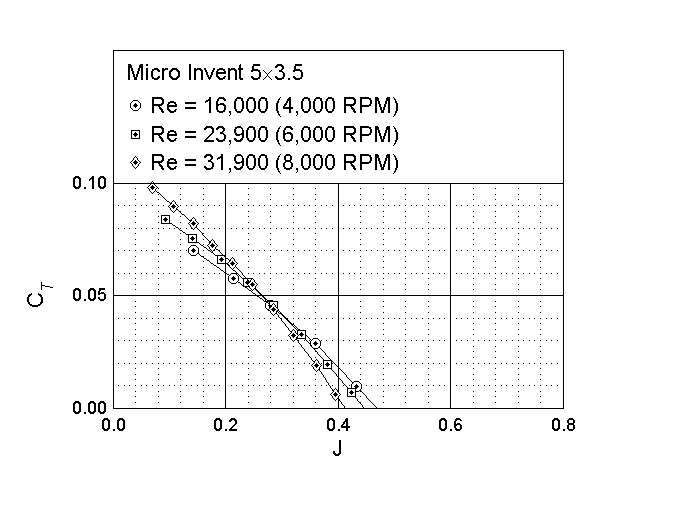 Micro Invent 5×3.5
Re = 16,000 (4,000 RPM)
Re = 23,900 (6,000 RPM)
Re = 31,900 (8,000 RPM)
0.10
0.05
0.00
C_T
0.0 0.2 0.4 0.6 0.8
J